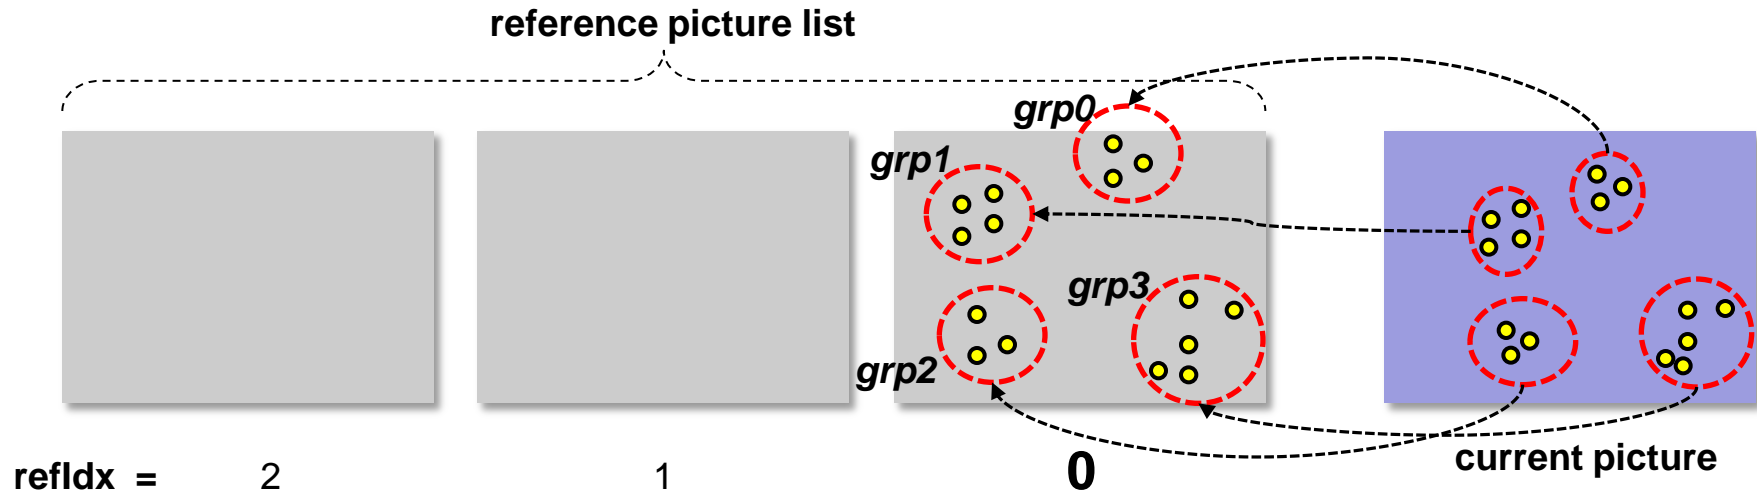 reference picture list
grp0
grp1
grp3
grp2
current picture
refIdx = 2 1 0